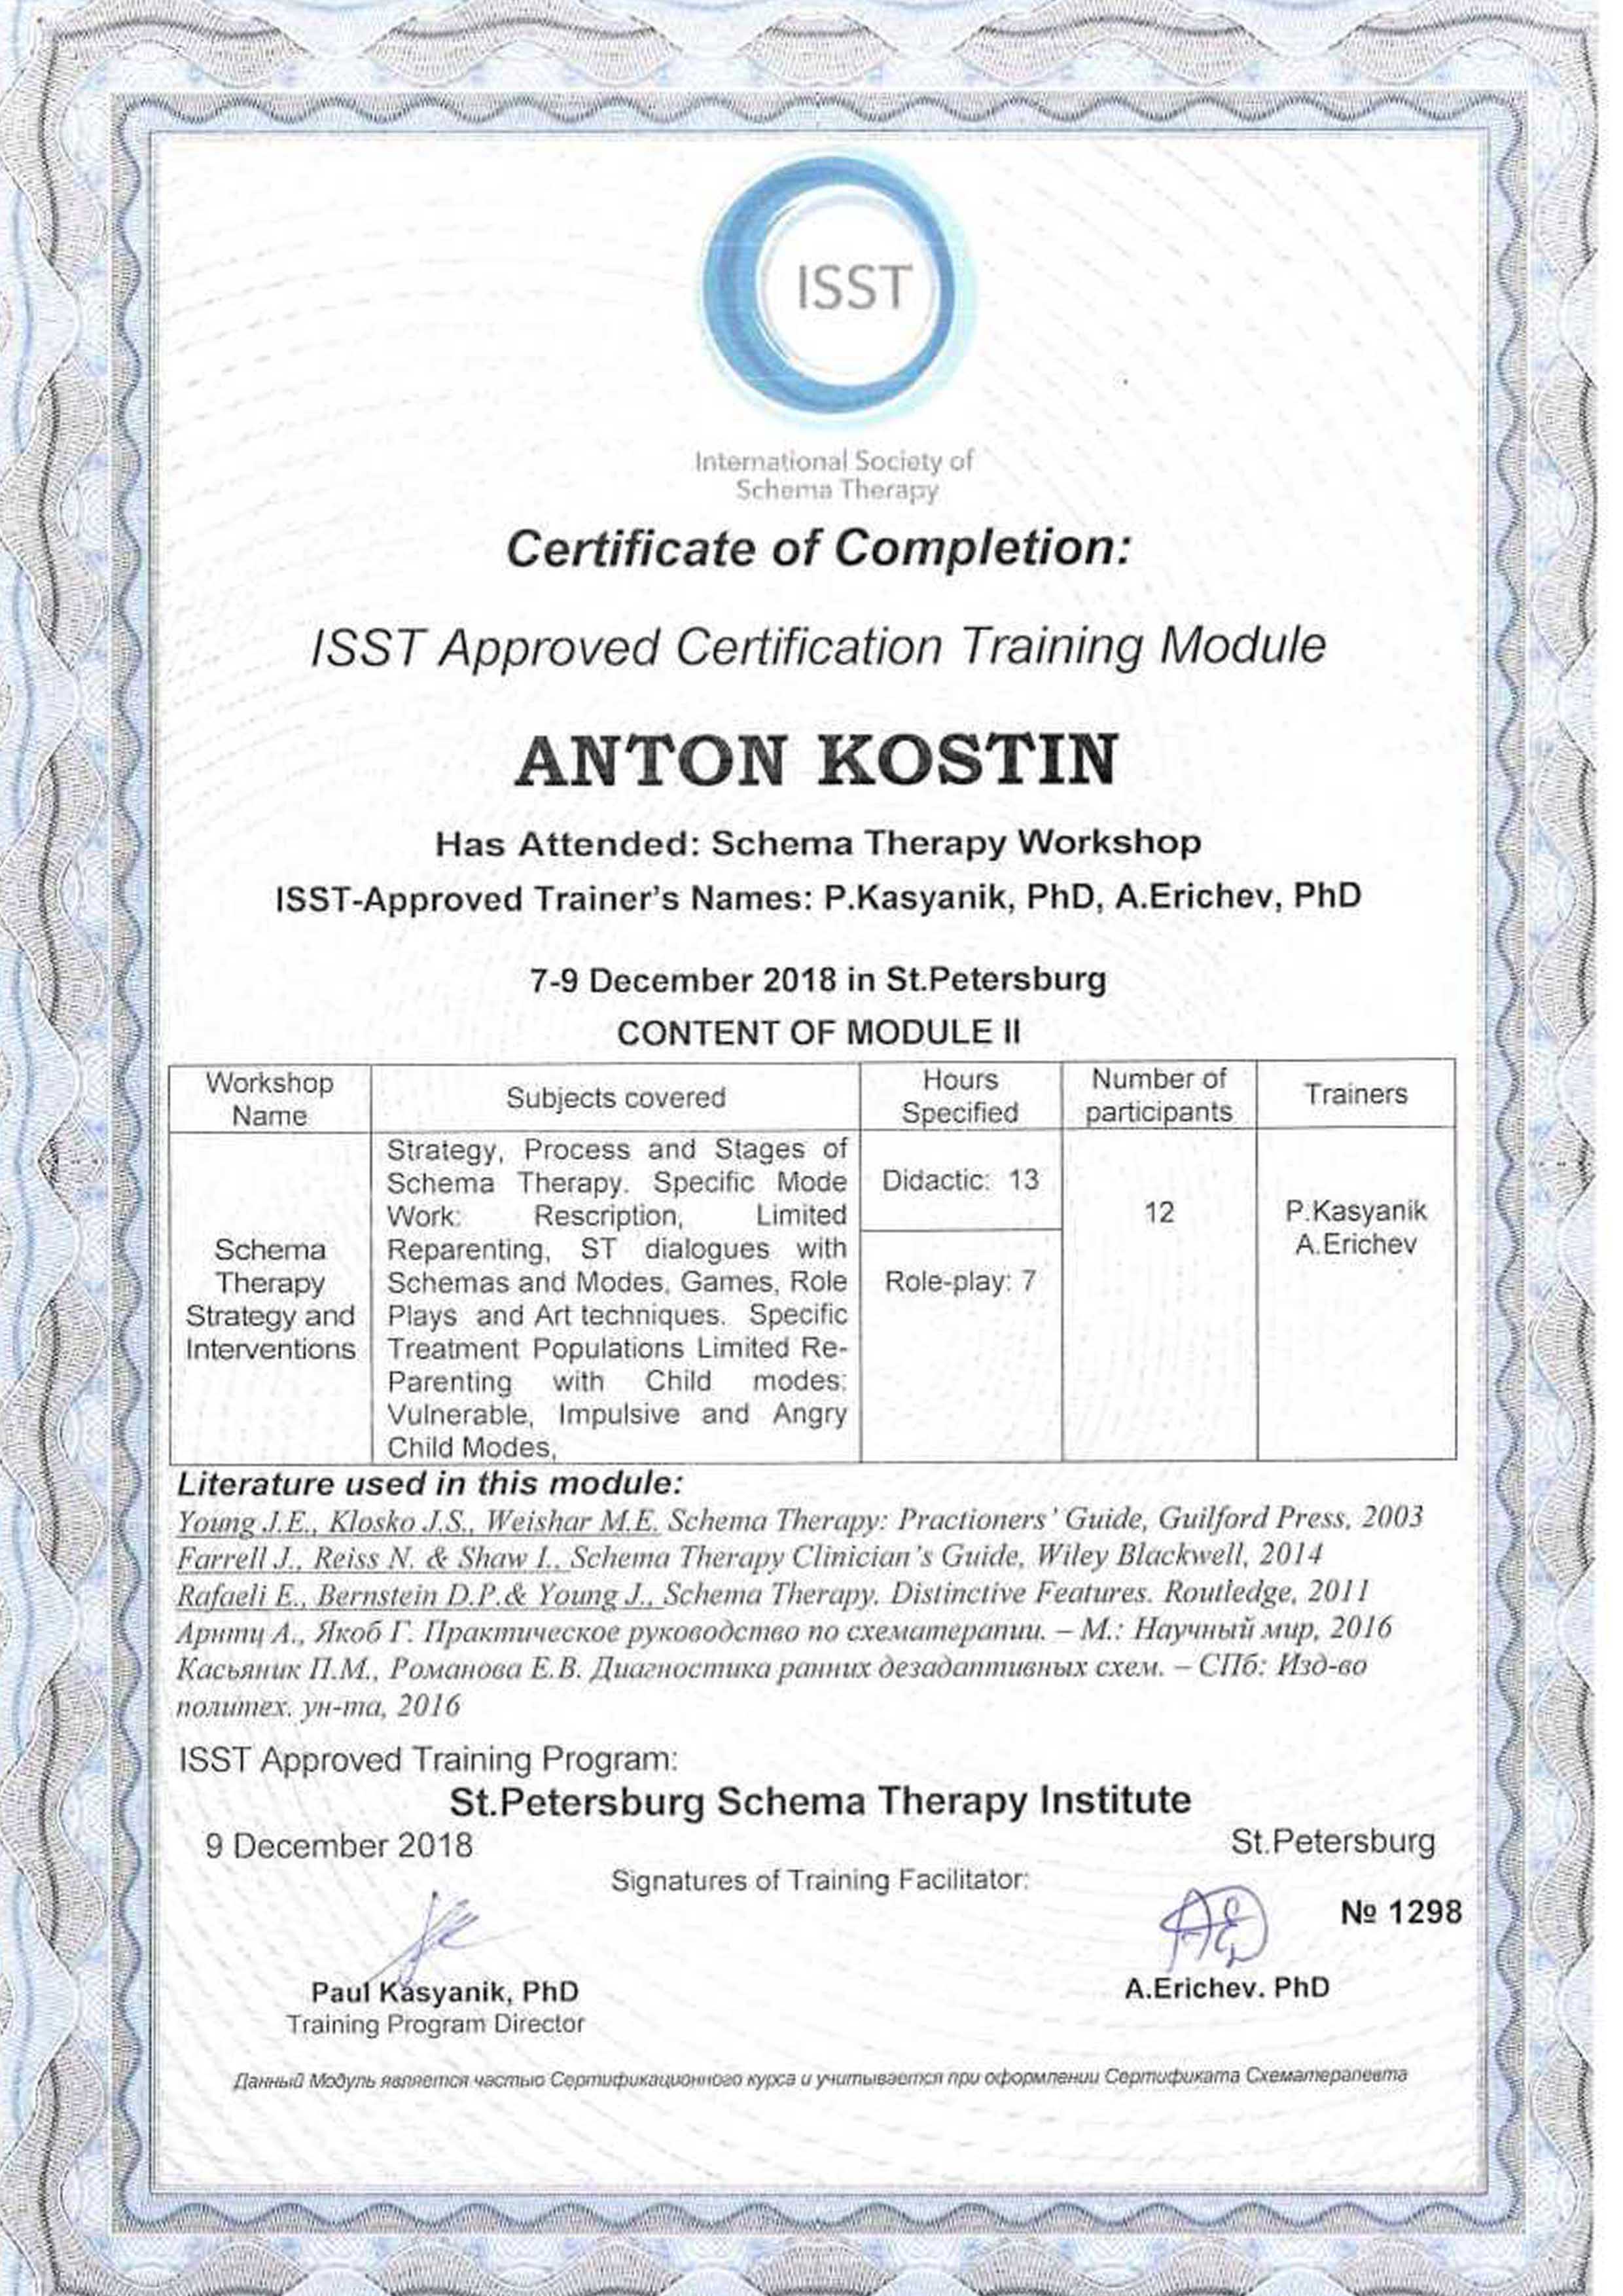 ISST
International Society of
Schema Therapy
Certificate of Completion:
ISST Approved Certification Training Module
ANTON KOSTIN
Has Attended: Schema Therapy Workshop
ISST-Approved Trainer's Names: P.Kasyanik, PhD, A.Erichev, PhD
7-9 December 2018 in St.Petersburg
CONTENT OF MODULE II
Workshop
Name
Subjects covered
Hours
Specified
Number of
participants
Trainers
Schema
Therapy
Strategy and
Interventions
Strategy, Process and Stages of
Schema Therapy. Specific Mode
Work: Rescription, Limited
Reparenting, ST dialogues with
Schemas and Modes, Games, Role
Plays and Art techniques. Specific
Treatment Populations Limited Re-
Parenting with Child modes:
Vulnerable, Impulsive and Angry
Child Modes,
Didactic: 13
Role-play: 7
12
P.Kasyanik
A.Erichev
Literature used in this module:
Young J.E., Klosko J.S., Weishar M.E. Schema Therapy: Practioners' Guide, Guilford Press, 2003
Farrell J., Reiss N. & Shaw I., Schema Therapy Clinician's Guide, Wiley Blackwell, 2014
Rafaeli E., Bernstein D.P.& Young J., Schema Therapy. Distinctive Features. Routledge, 2011
Арнтц А., Якоб Г. Практическое руководство по схематерапии. – М.: Научный мир, 2016
Касьяник П.М., Романова Е.В. Диагностика ранних дезадаптивных схем. – СПб: Изд-во
политех. ун-та, 2016
ISST Approved Training Program:
St.Petersburg Schema Therapy Institute
9 December 2018
St.Petersburg
Signatures of Training Facilitator:
№ 1298
Paul Kasyanik, PhD
Training Program Director
A.Erichev. PhD
Данный Модуль является частью Сертификационного курса и учитывается при оформлении Сертификата Схематерапевта